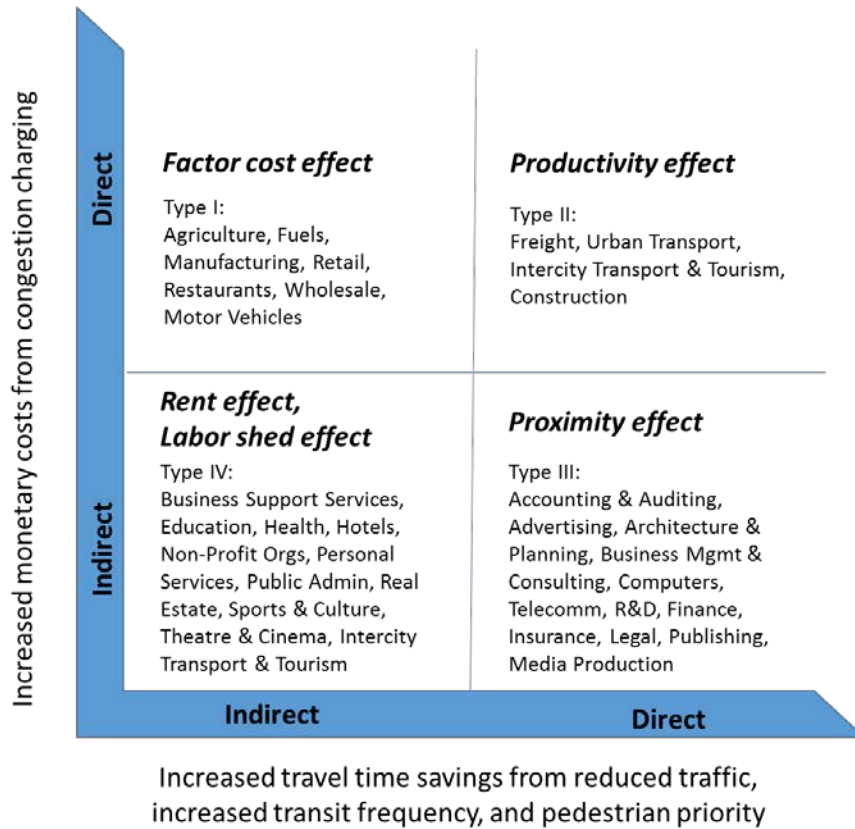 Increased monetary costs from congestion charging
Direct
Indirect
Factor cost effect
Type I:
Agriculture, Fuels,
Manufacturing, Retail,
Restaurants, Wholesale,
Motor Vehicles
Productivity effect
Type II:
Freight, Urban Transport,
Intercity Transport & Tourism,
Construction
Rent effect,
Labor shed effect
Type IV:
Business Support Services,
Education, Health, Hotels,
Non-Profit Orgs, Personal
Services, Public Admin, Real
Estate, Sports & Culture,
Theatre & Cinema, Intercity
Transport & Tourism
Proximity effect
Type III:
Accounting & Auditing,
Advertising, Architecture &
Planning, Business Mgmt &
Consulting, Computers,
Telecomm, R&D, Finance,
Insurance, Legal, Publishing,
Media Production
Indirect
Direct
Increased travel time savings from reduced traffic,
increased transit frequency, and pedestrian priority